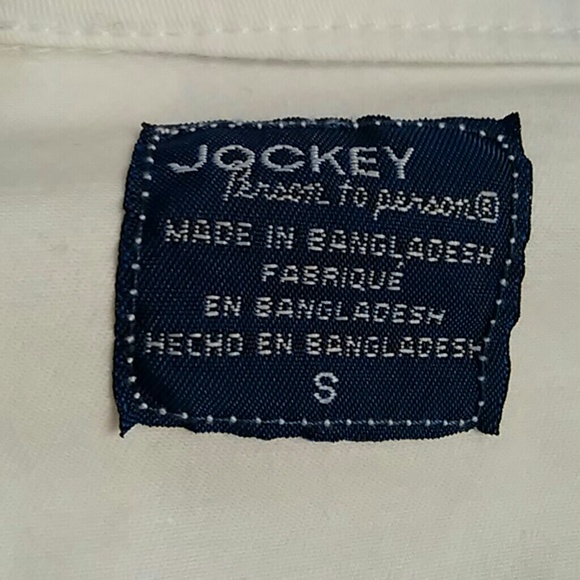 JOCKEY
Person to person®
MADE IN BANGLADESH
FABRIQUÉ
EN BANGLADESH
HECHO EN BANGLADESH
S